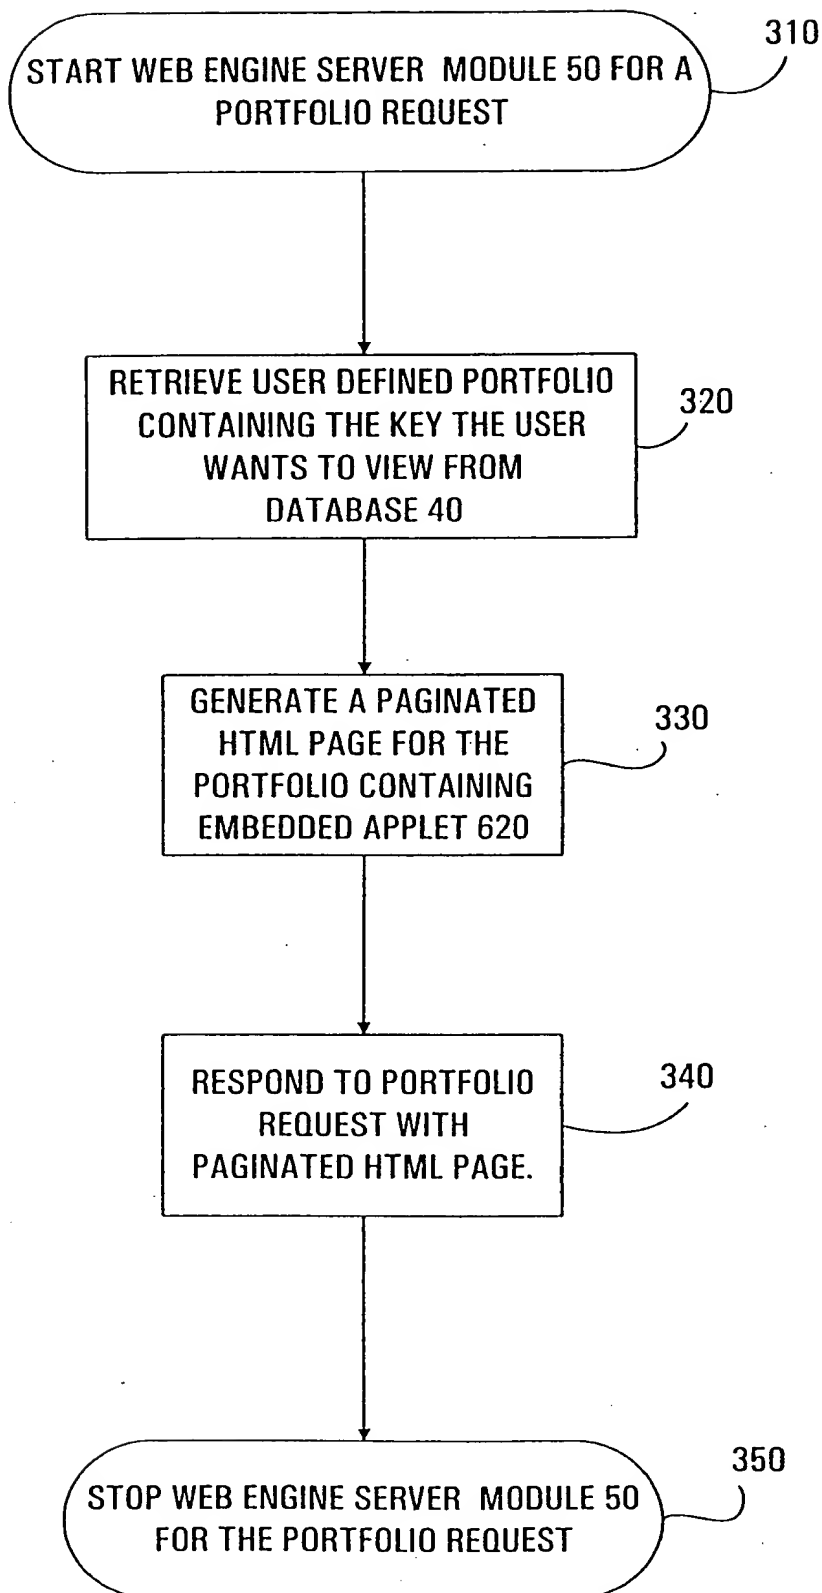 310
START WEB ENGINE SERVER MODULE 50 FOR A
PORTFOLIO REQUEST
RETRIEVE USER DEFINED PORTFOLIO
CONTAINING THE KEY THE USER
WANTS TO VIEW FROM
DATABASE 40
320
GENERATE A PAGINATED
HTML PAGE FOR THE
PORTFOLIO CONTAINING
EMBEDDED APPLET 620
330
RESPOND TO PORTFOLIO
REQUEST WITH
PAGINATED HTML PAGE.
340
STOP WEB ENGINE SERVER MODULE 50
FOR THE PORTFOLIO REQUEST
350